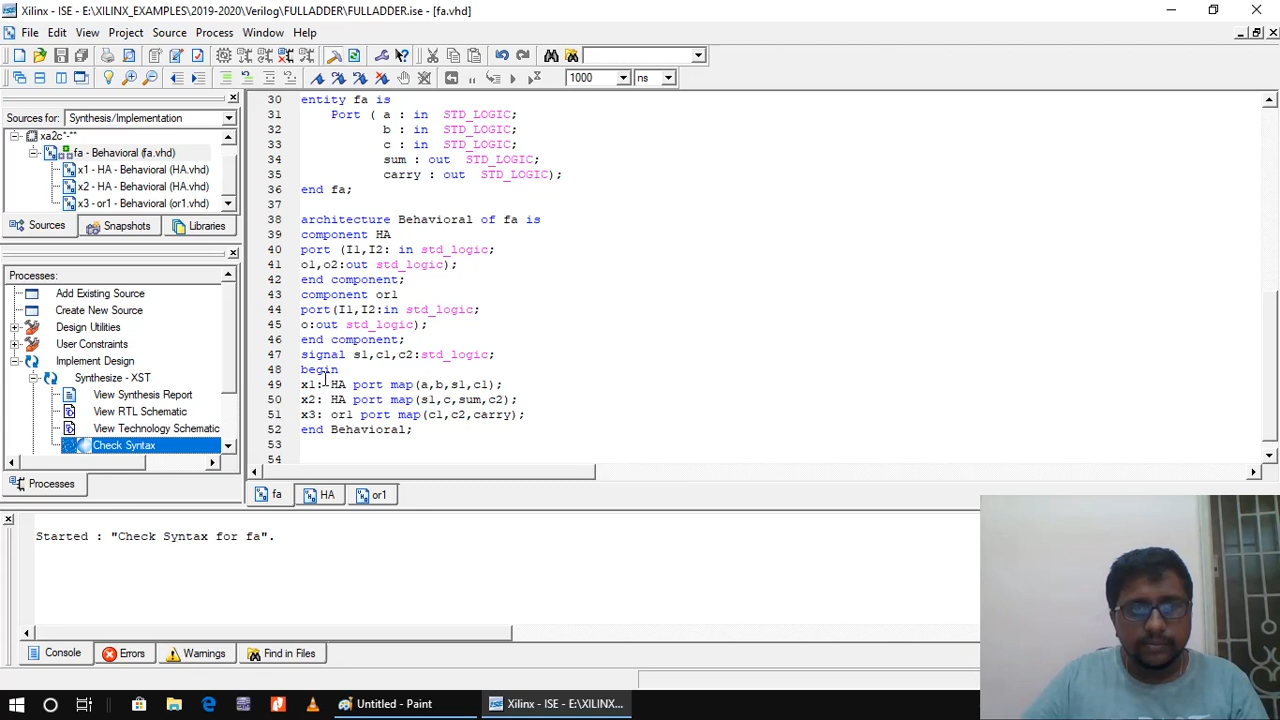 Xilinx - ISE - E:\XILINX_EXAMPLES\2019-2020\Verilog\FULLADDER\FULLADDER.ise - [fa.vhd]
File Edit View Project Source Process Window Help
1000 ns
Sources for: Synthesis/Implementation
xa2c*-**
fa - Behavioral (fa.vhd)
x1 - HA - Behavioral (HA.vhd)
x2 - HA - Behavioral (HA.vhd)
x3 - or1 - Behavioral (or1.vhd)
Sources Snapshots Libraries
Processes:
Add Existing Source
Create New Source
Design Utilities
User Constraints
Implement Design
Synthesize - XST
View Synthesis Report
View RTL Schematic
View Technology Schematic
Check Syntax
Processes
30 entity fa is
31 Port ( a : in STD_LOGIC;
32 b : in STD_LOGIC;
33 c : in STD_LOGIC;
34 sum : out STD_LOGIC;
35 carry : out STD_LOGIC);
36 end fa;
37
38 architecture Behavioral of fa is
39 component HA
40 port (I1,I2: in std_logic;
41 o1,o2:out std_logic);
42 end component;
43 component or1
44 port(I1,I2:in std_logic;
45 o:out std_logic);
46 end component;
47 signal s1,c1,c2:std_logic;
48 begin
49 x1: HA port map(a,b,s1,c1);
50 x2: HA port map(s1,c,sum,c2);
51 x3: or1 port map(c1,c2,carry);
52 end Behavioral;
53
54
fa HA or1
Started : "Check Syntax for fa".
Console Errors Warnings Find in Files
Untitled - Paint Xilinx - ISE - E:\XILINX...